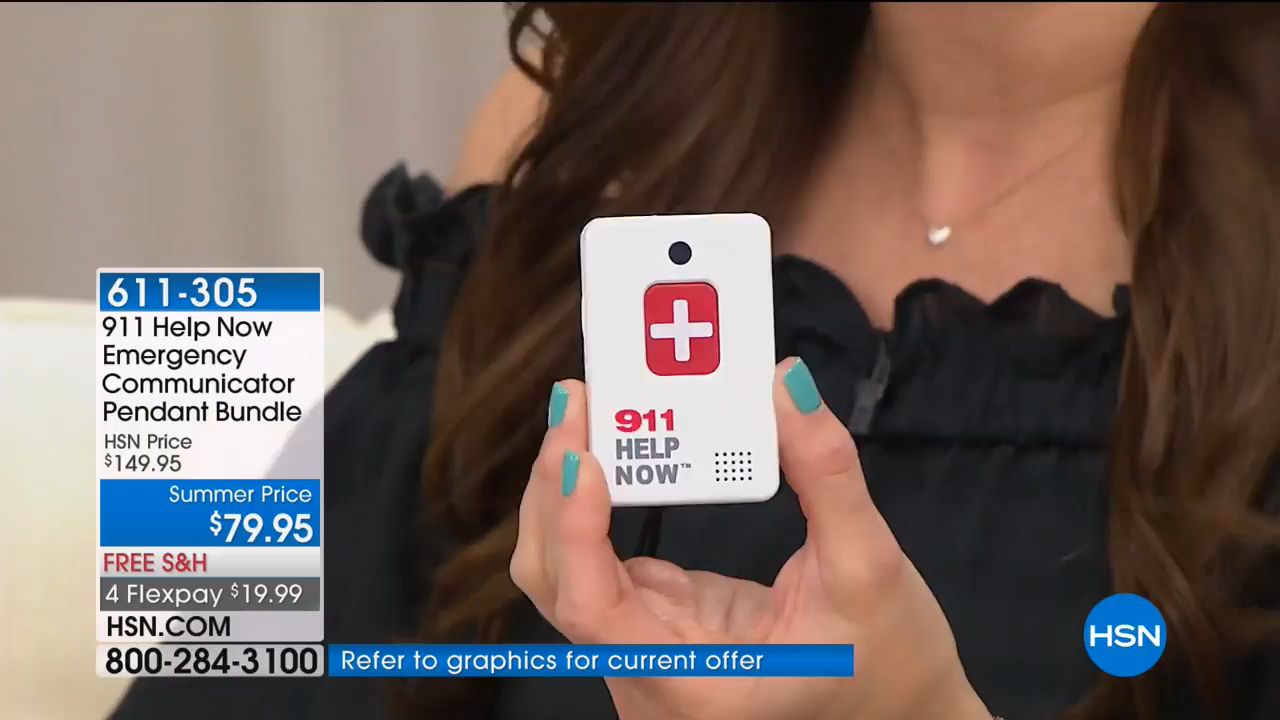 611-305
911 Help Now
Emergency
Communicator
Pendant Bundle
HSN Price
$149.95
Summer Price
$79.95
FREE S&H
4 Flexpay $19.99
HSN.COM
800-284-3100
Refer to graphics for current offer
911
HELP
NOW™
HSN